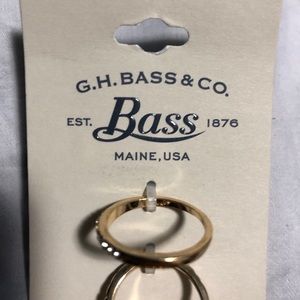 G.H. BASS & CO.
EST. Bass 1876
MAINE, USA